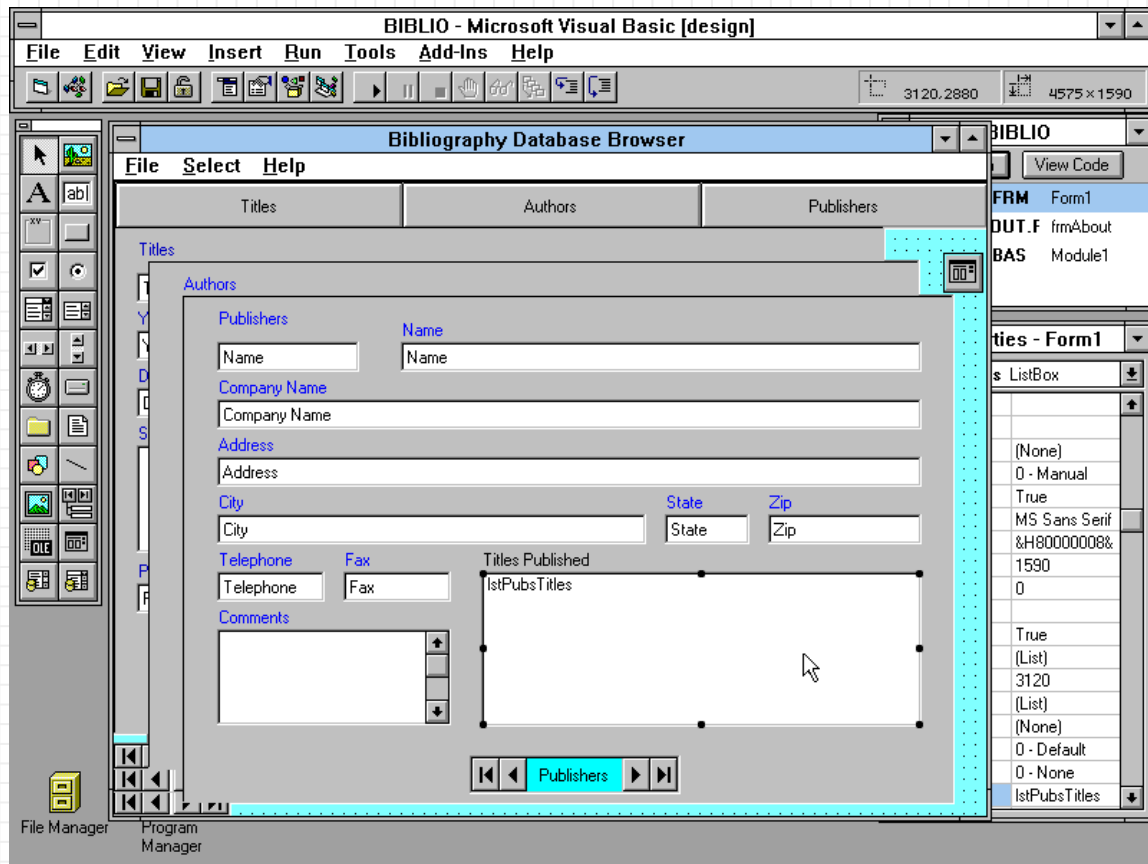 BIBLIO - Microsoft Visual Basic [design]
File Edit View Insert Run Tools Add-Ins Help
3120,2880 4575×1590
BIBLIO
View Code
FRM Form1
OUT.F frmAbout
BAS Module1
Bibliography Database Browser
File Select Help
Titles Authors Publishers
A ab|
xy
OLE
Titles
Authors
Publishers
Name
Name
Name
Company Name
Company Name
Address
Address
City State Zip
City State Zip
Telephone Fax Titles Published
Telephone Fax lstPubsTitles
Comments
Publishers
ties - Form1
s ListBox
(None)
0 - Manual
True
MS Sans Serif
&H80000008&
1590
0
True
(List)
3120
(List)
(None)
0 - Default
0 - None
lstPubsTitles
File Manager
Program
Manager